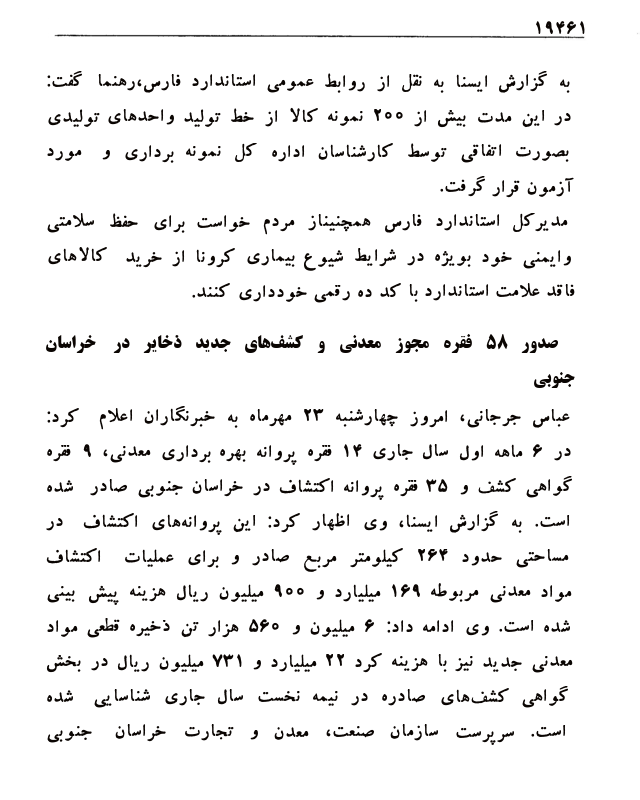 ۱۹۴۶۱
به گزارش ایسنا به نقل از روابط عمومی استاندارد فارس،رهنما گفت:
در این مدت بیش از ۲۰۰ نمونه کالا از خط تولید واحدهای تولیدی
بصورت اتفاقی توسط کارشناسان اداره کل نمونه برداری و مورد
آزمون قرار گرفت.
مدیرکل استاندارد فارس همچنیناز مردم خواست برای حفظ سلامتی
وایمنی خود بویژه در شرایط شیوع بیماری کرونا از خرید کالاهای
فاقد علامت استاندارد با کد ده رقمی خودداری کنند.
صدور ۵۸ فقره مجوز معدنی و کشف‌های جدید ذخایر در خراسان
جنوبی
عباس جرجانی، امروز چهارشنبه ۲۳ مهرماه به خبرنگاران اعلام کرد:
در ۶ ماهه اول سال جاری ۱۴ فقره پروانه بهره برداری معدنی، ۹ فقره
گواهی کشف و ۳۵ فقره پروانه اکتشاف در خراسان جنوبی صادر شده
است. به گزارش ایسنا، وی اظهار کرد: این پروانه‌های اکتشاف در
مساحتی حدود ۲۶۴ کیلومتر مربع صادر و برای عملیات اکتشاف
مواد معدنی مربوطه ۱۶۹ میلیارد و ۹۰۰ میلیون ریال هزینه پیش بینی
شده است. وی ادامه داد: ۶ میلیون و ۵۶۰ هزار تن ذخیره قطعی مواد
معدنی جدید نیز با هزینه کرد ۲۲ میلیارد و ۷۳۱ میلیون ریال در بخش
گواهی کشف‌های صادره در نیمه نخست سال جاری شناسایی شده
است. سرپرست سازمان صنعت، معدن و تجارت خراسان جنوبی